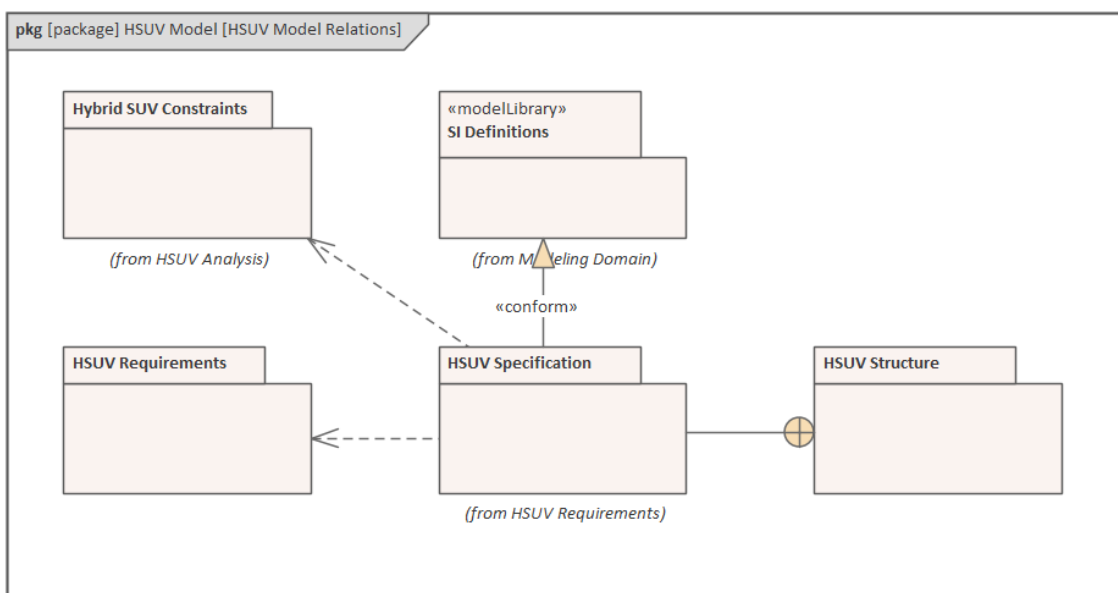 pkg [package] HSUV Model [HSUV Model Relations]
Hybrid SUV Constraints
(from HSUV Analysis)
«modelLibrary»
SI Definitions
(from Modeling Domain)
«conform»
HSUV Requirements
HSUV Specification
(from HSUV Requirements)
HSUV Structure